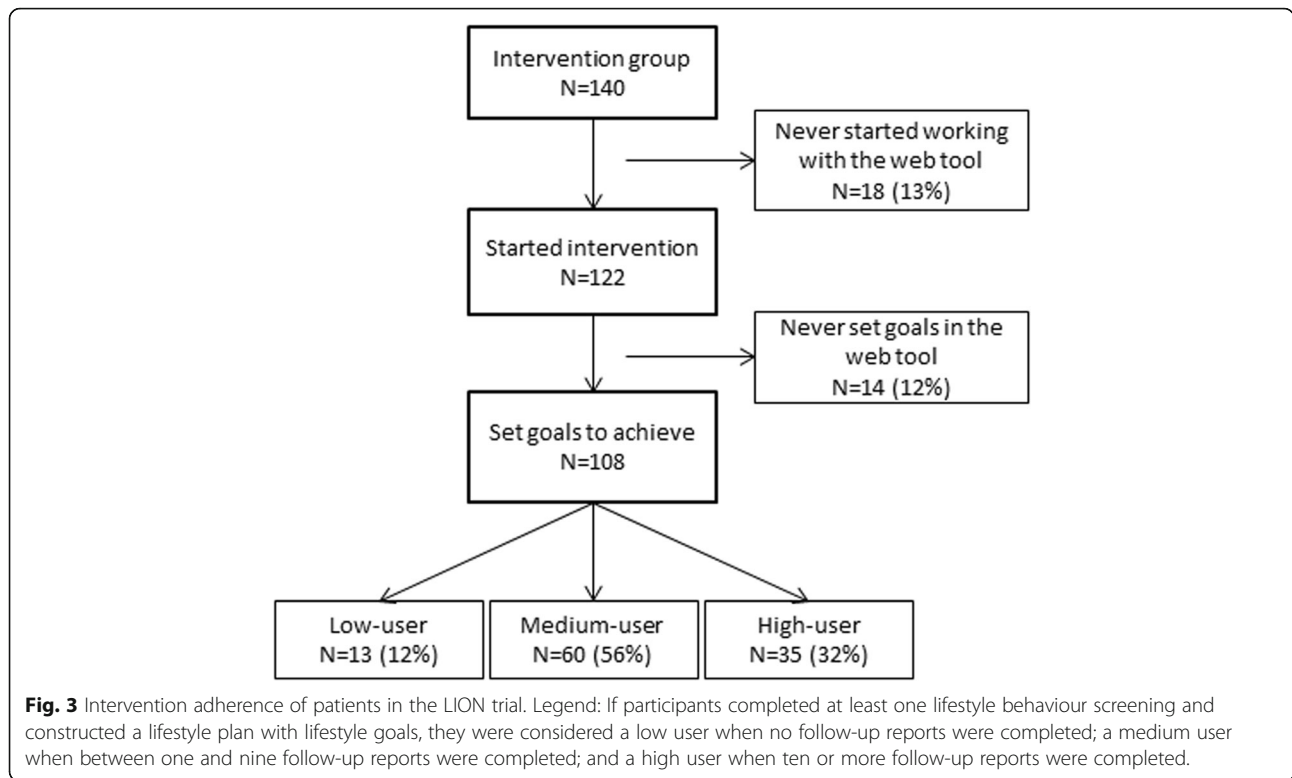 Intervention group
N=140
Never started working
with the web tool
N=18 (13%)
Started intervention
N=122
Never set goals in the
web tool
N=14 (12%)
Set goals to achieve
N=108
Low-user
N=13 (12%)
Medium-user
N=60 (56%)
High-user
N=35 (32%)
Fig. 3 Intervention adherence of patients in the LION trial. Legend: If participants completed at least one lifestyle behaviour screening and
constructed a lifestyle plan with lifestyle goals, they were considered a low user when no follow-up reports were completed; a medium user
when between one and nine follow-up reports were completed; and a high user when ten or more follow-up reports were completed.